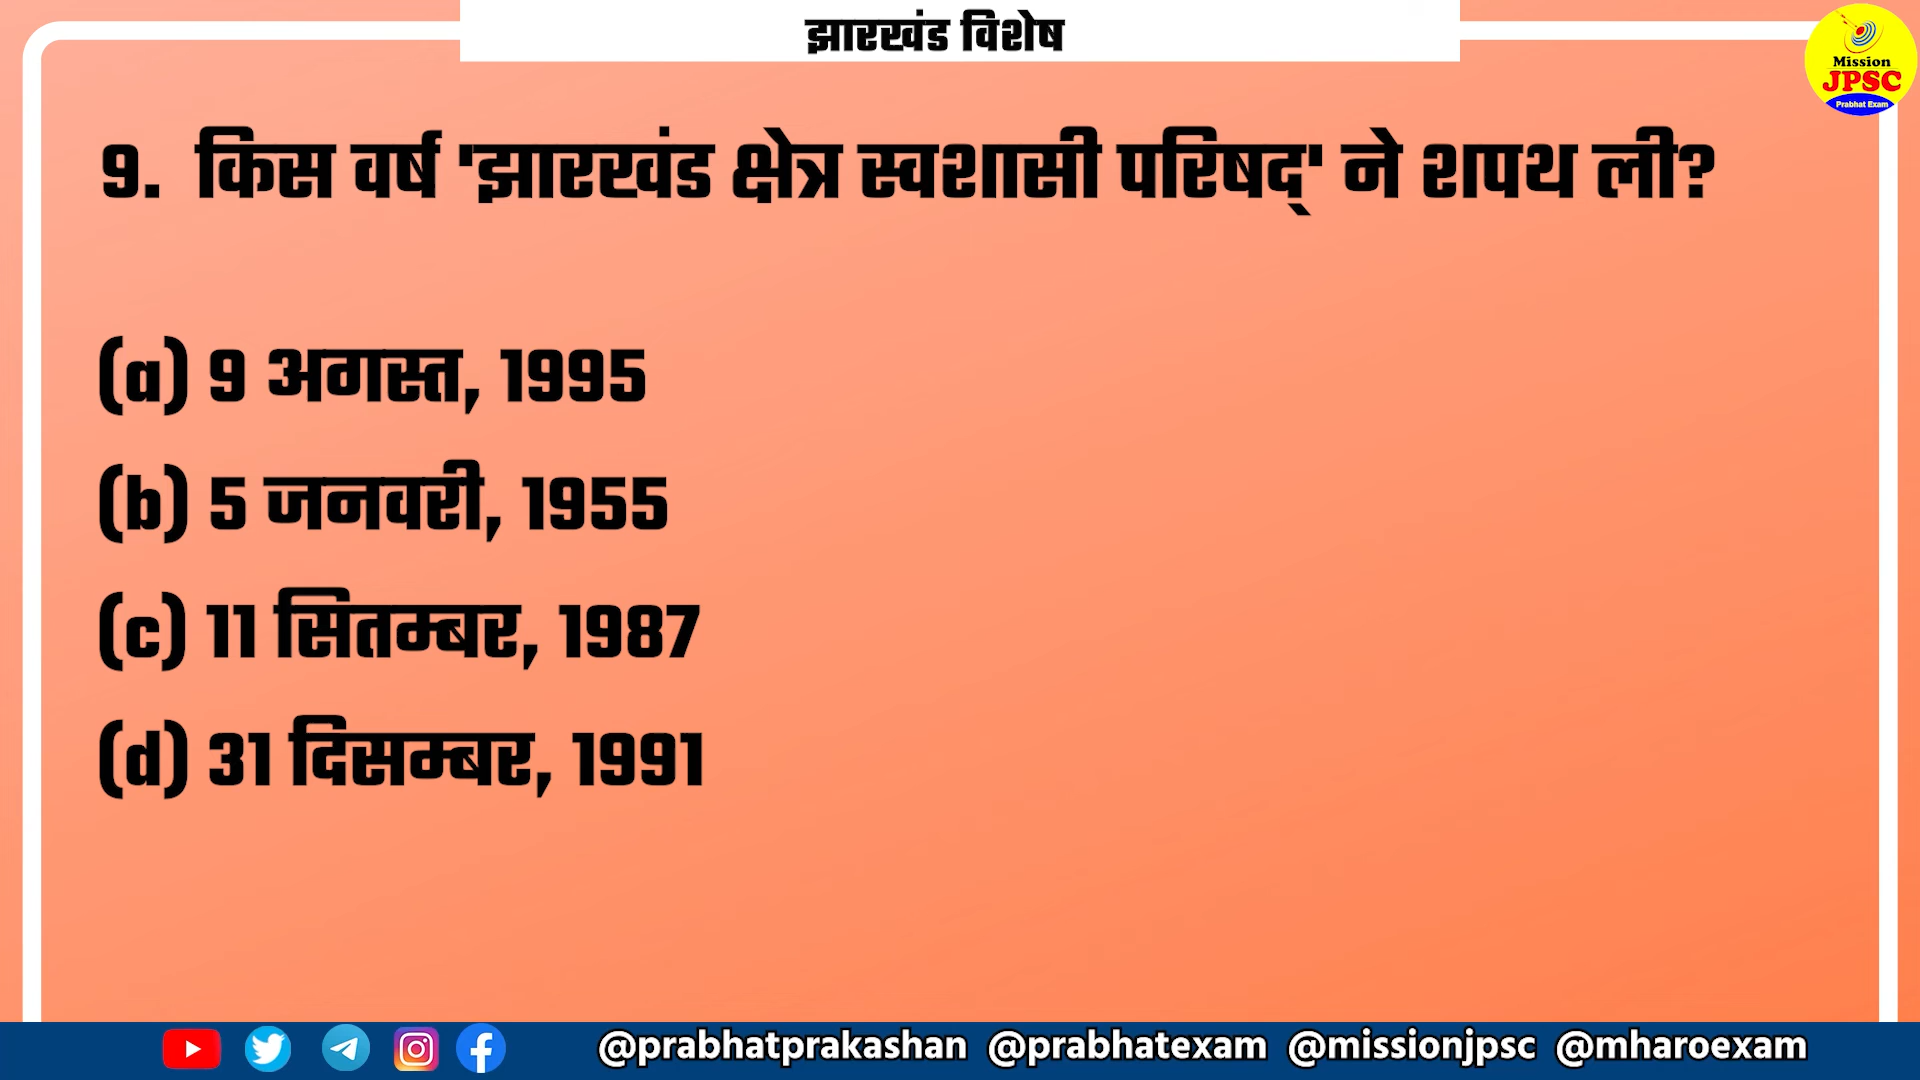 झारखंड विशेष
Mission
JPSC
Prabhat Exam
9. किस वर्ष 'झारखंड क्षेत्र स्वशासी परिषद्' ने शपथ ली?
(a) 9 अगस्त, 1995
(b) 5 जनवरी, 1955
(c) 11 सितम्बर, 1987
(d) 31 दिसम्बर, 1991
@prabhatprakashan @prabhatexam @missionjpsc @mharoexam